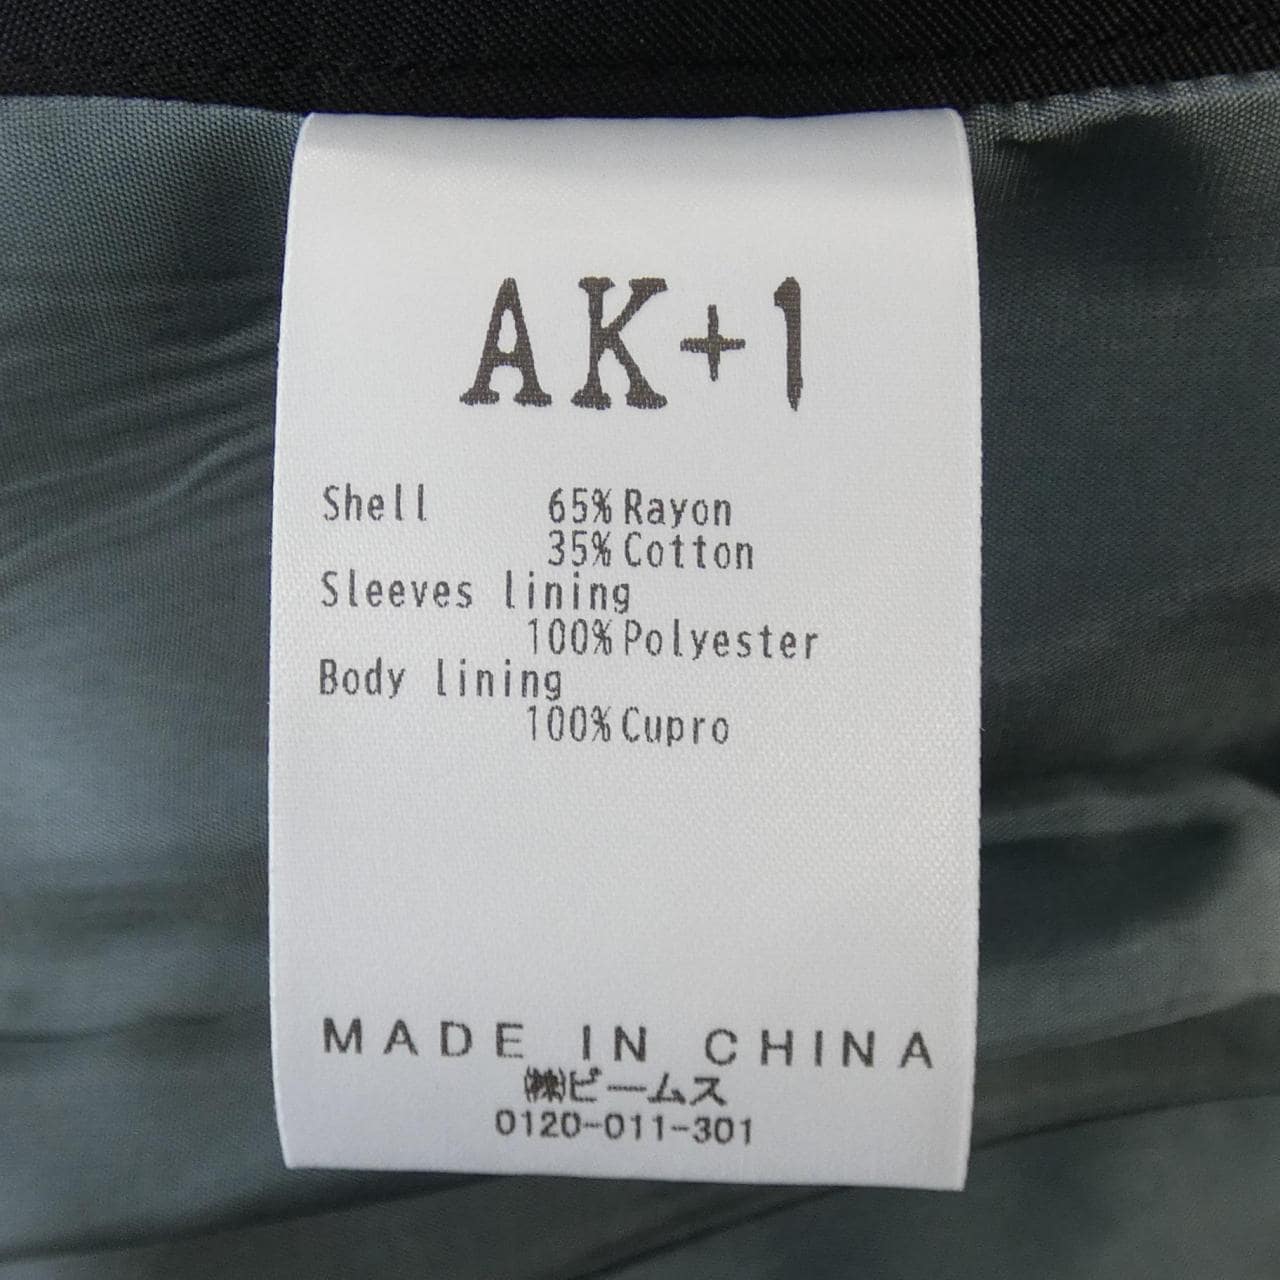 AK+1
Shell 65% Rayon
35% Cotton
Sleeves lining
100% Polyester
Body lining
100% Cupro
MADE IN CHINA
㈱ビームス
0120-011-301